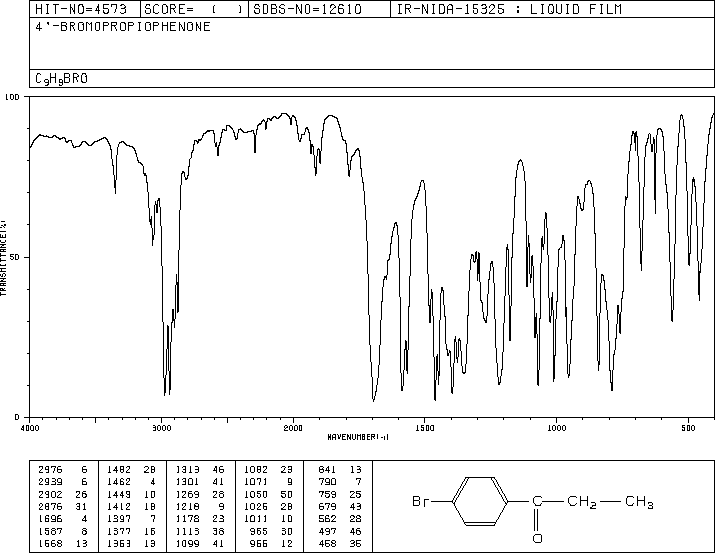 HIT-NO=4573 SCORE= ( ) SDBS-NO=12610 IR-NIDA-15325 : LIQUID FILM
4'-BROMOPROPIOPHENONE
C9H9BRO
100
50
0
TRANSMITTANCE(%)
4000 3000 2000 1500 1000 500
WAVENUMBER(-1)
2976 6 1482 28 1313 46 1082 23 841 13
2939 6 1462 4 1301 41 1071 9 790 7
2902 26 1449 10 1269 28 1050 50 759 25
2876 31 1412 18 1218 9 1026 28 679 43
1696 4 1397 7 1178 23 1011 10 562 28
1587 8 1377 16 1113 38 965 30 497 46
1568 13 1353 13 1099 41 956 12 458 35
Br C CH2 CH3
O